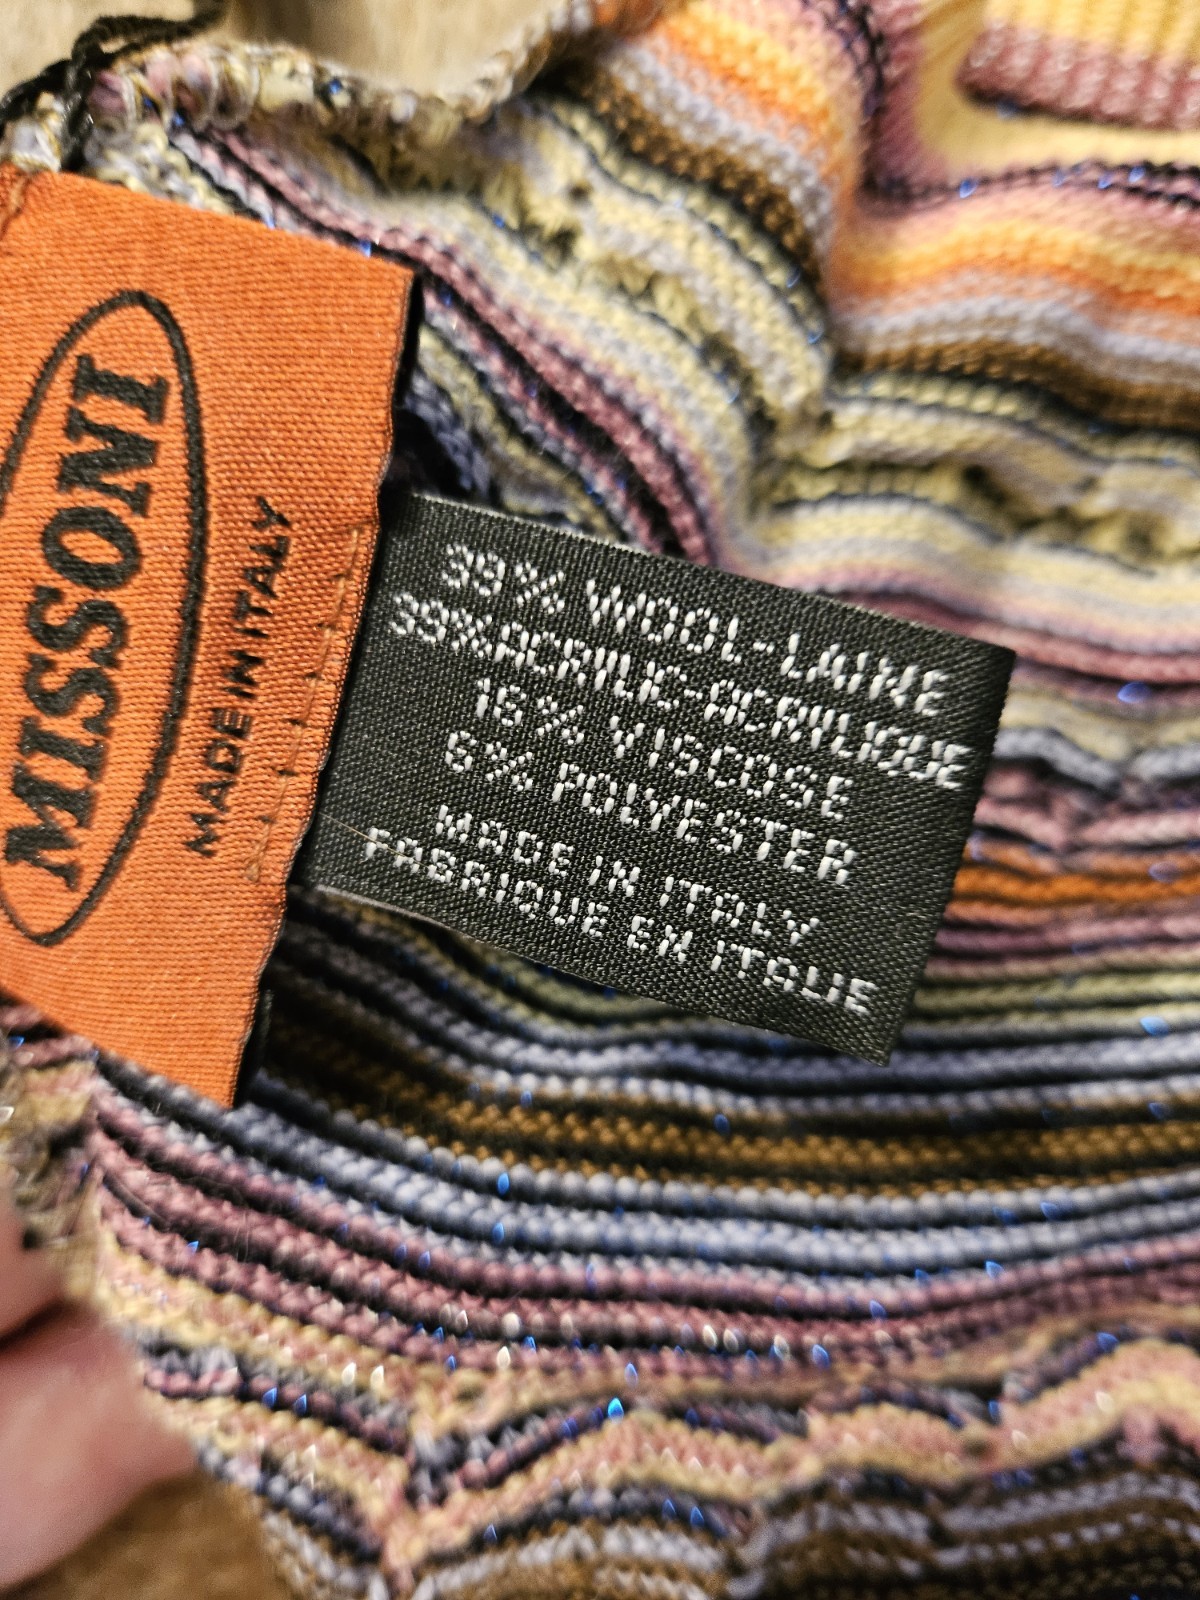 MISSONI
MADE IN ITALY
39% WOOL-LAINE
39% ACRYLIC-ACRYLIQUE
16% VISCOSE
6% POLYESTER
MADE IN ITALY
FABRIQUE EN ITALIE